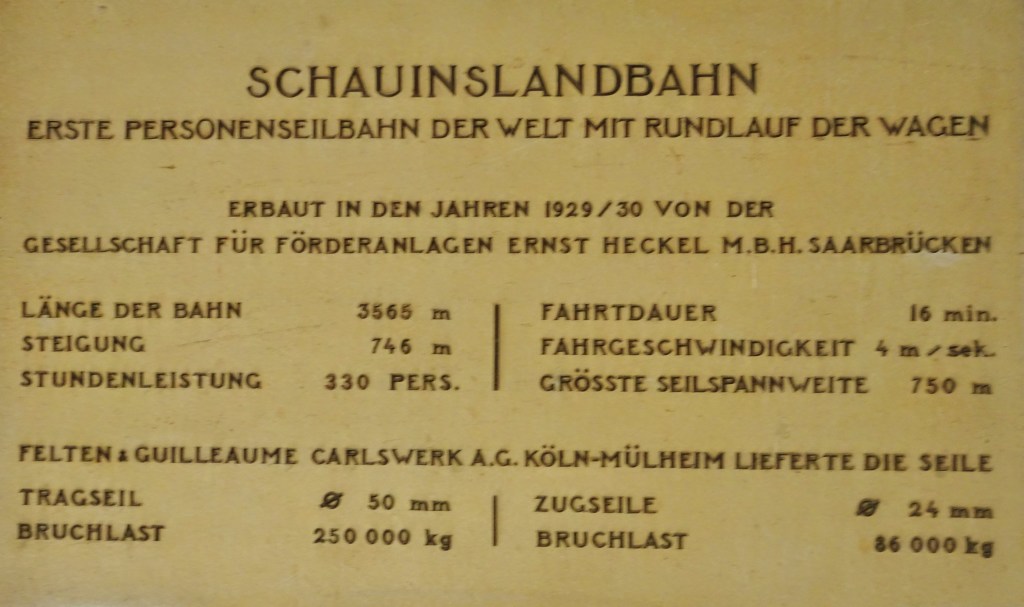 SCHAUINSLANDBAHN
ERSTE PERSONENSEILBAHN DER WELT MIT RUNDLAUF DER WAGEN
ERBAUT IN DEN JAHREN 1929/30 VON DER
GESELLSCHAFT FÜR FÖRDERANLAGEN ERNST HECKEL M.B.H. SAARBRÜCKEN
LÄNGE DER BAHN 3565 m
STEIGUNG 746 m
STUNDENLEISTUNG 330 PERS.
FAHRTDAUER 16 min.
FAHRGESCHWINDIGKEIT 4 m/sek.
GRÖSSTE SEILSPANNWEITE 750 m
FELTEN & GUILLEAUME CARLSWERK A.G. KÖLN-MÜLHEIM LIEFERTE DIE SEILE
TRAGSEIL Ø 50 mm
BRUCHLAST 250 000 kg
ZUGSEILE Ø 24 mm
BRUCHLAST 36 000 kg